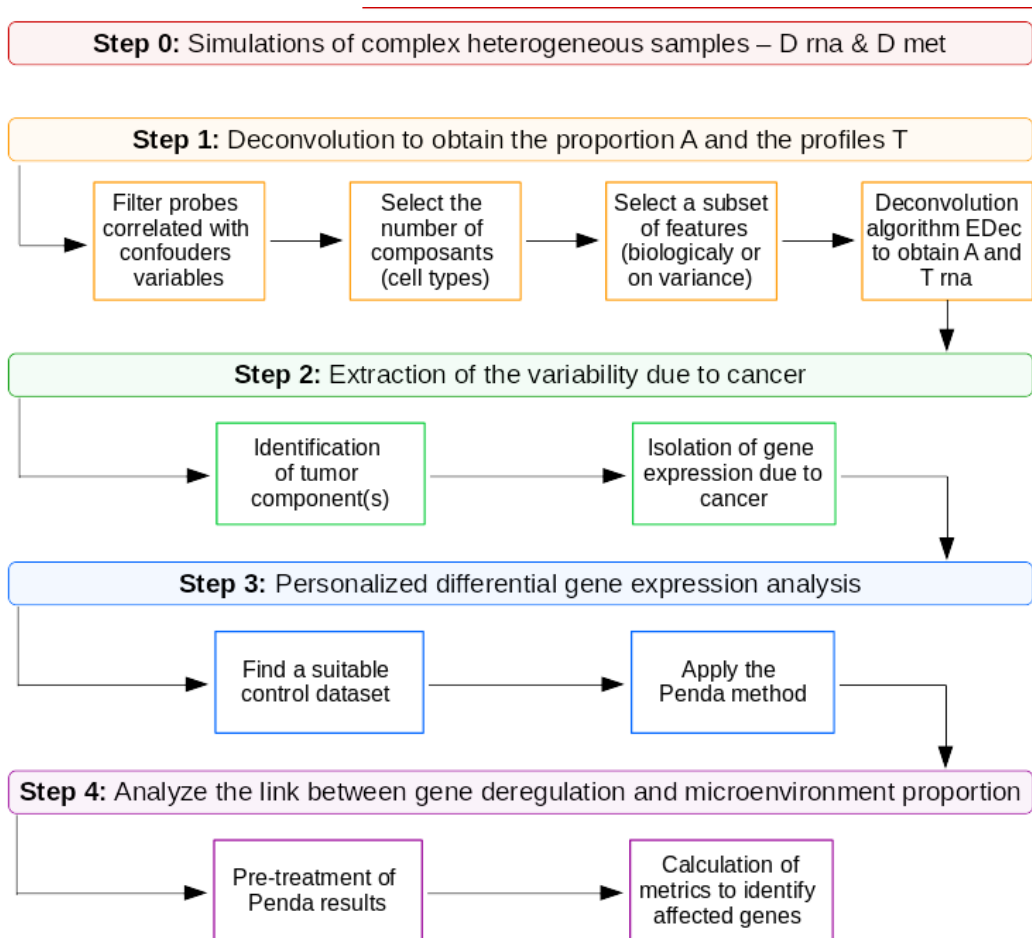 Step 0: Simulations of complex heterogeneous samples – D rna & D met
Step 1: Deconvolution to obtain the proportion A and the profiles T
Filter probes
correlated with
confouders
variables
Select the
number of
composants
(cell types)
Select a subset
of features
(biologicaly or
on variance)
Deconvolution
algorithm EDec
to obtain A and
T rna
Step 2: Extraction of the variability due to cancer
Identification
of tumor
component(s)
Isolation of gene
expression due to
cancer
Step 3: Personalized differential gene expression analysis
Find a suitable
control dataset
Apply the
Penda method
Step 4: Analyze the link between gene deregulation and microenvironment proportion
Pre-treatment of
Penda results
Calculation of
metrics to identify
affected genes